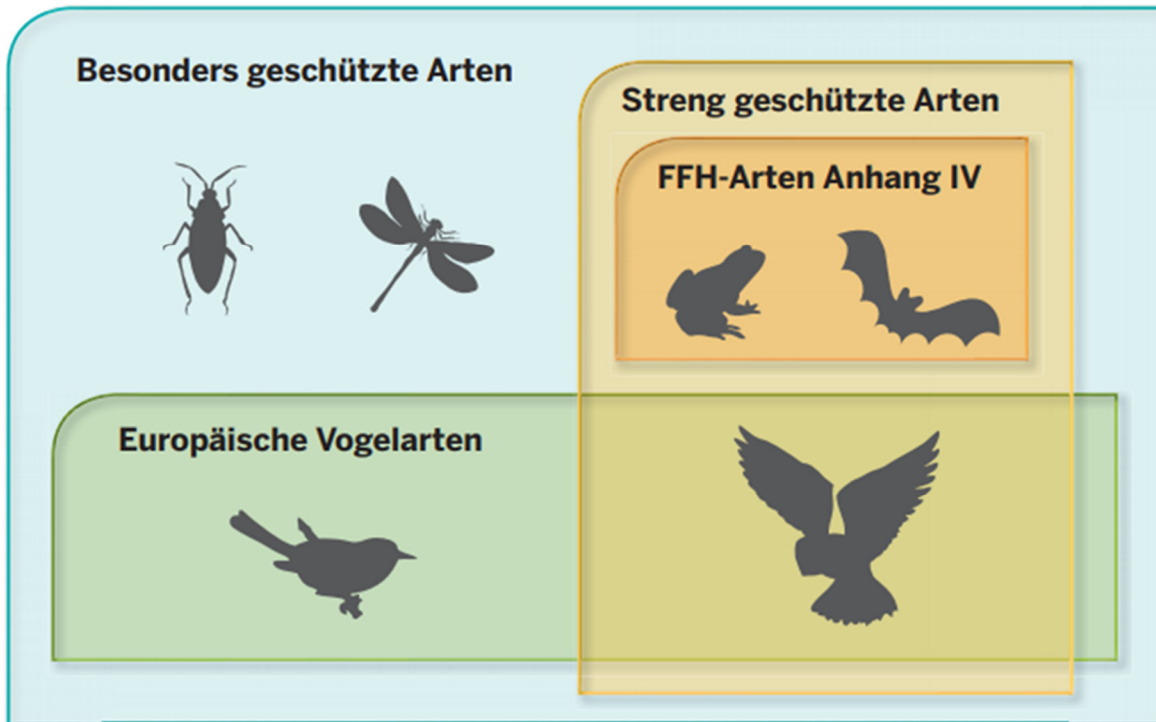 Besonders geschützte Arten
Streng geschützte Arten
FFH-Arten Anhang IV
Europäische Vogelarten